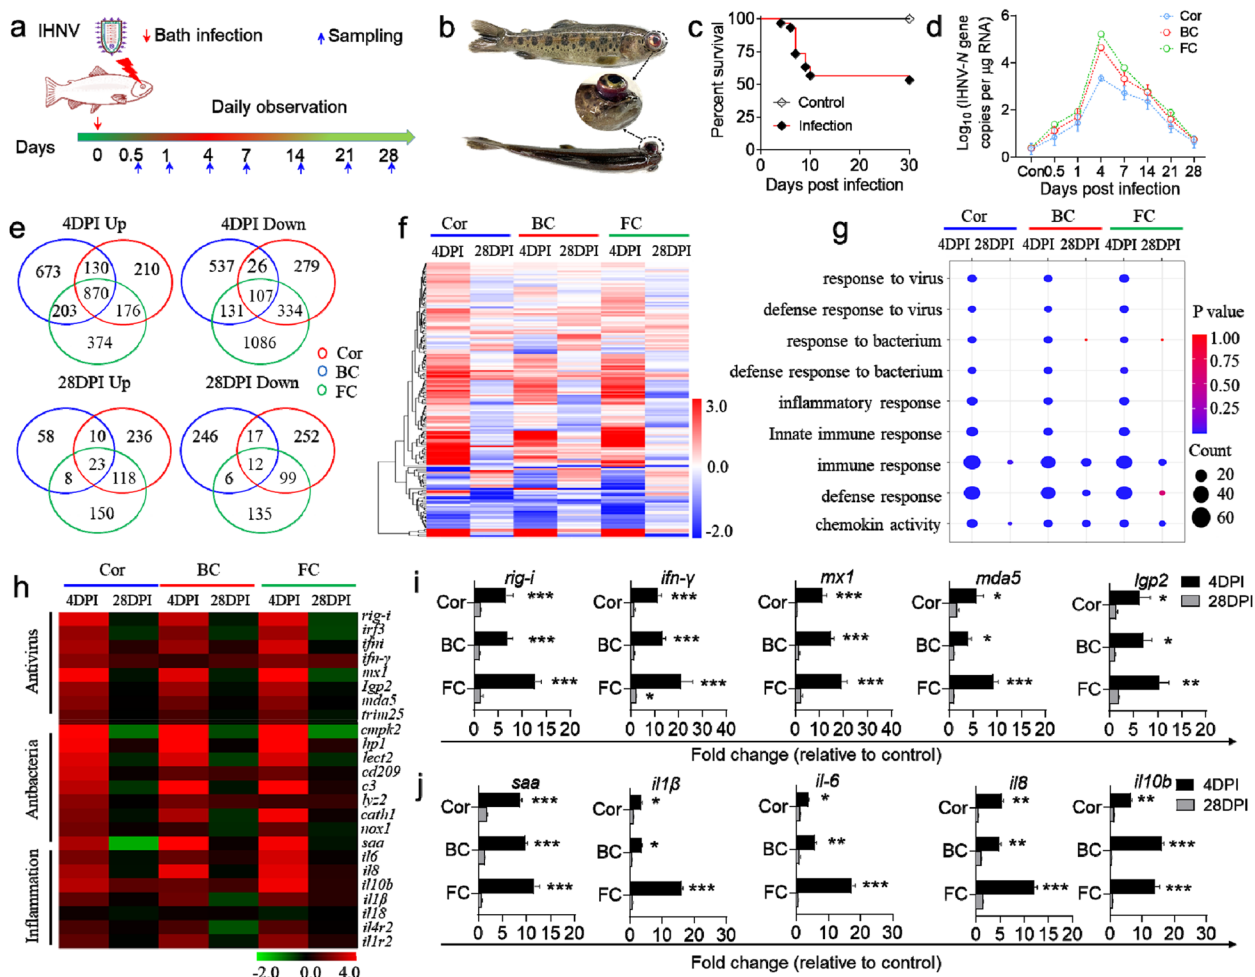 a
IHNV
Bath infection
Sampling
Daily observation
Days
0 0.5 1 4 7 14 21 28
b
c
Percent survival
100
75
50
25
0
Control
Infection
0 10 20 30
Days post infection
d
Log10 (IHNV-N gene
copies per μg RNA)
6
4
2
0
Cor
BC
FC
Con 0.5 1 4 7 14 21 28
Days post infection
e
4DPI Up
673 130 210
870
203 176
374
4DPI Down
537 26 279
107
131 334
1086
Cor
BC
FC
28DPI Up
58 10 236
23
8 118
150
28DPI Down
246 17 252
12
6 99
135
f
Cor BC FC
4DPI 28DPI 4DPI 28DPI 4DPI 28DPI
3.0
0.0
-2.0
g
Cor BC FC
4DPI 28DPI 4DPI 28DPI 4DPI 28DPI
response to virus
defense response to virus
response to bacterium
defense response to bacterium
inflammatory response
Innate immune response
immune response
defense response
chemokin activity
P value
1.00
0.75
0.50
0.25
Count
20
40
60
h
Cor BC FC
4DPI 28DPI 4DPI 28DPI 4DPI 28DPI
Antivirus
rig-i
irf3
ifni
ifn-γ
mx1
Igp2
mda5
trim25
Antbacteria
cmpk2
hp1
lect2
cd209
c3
lyz2
cath1
nox1
saa
Inflammation
il6
il8
il10b
il1β
il18
il4r2
il1r2
-2.0 0.0 4.0
i
rig-i
Cor ***
BC ***
FC ***
0 5 10 15 20
ifn-γ
Cor ***
BC ***
FC ***
*
0 10 20 30 40
mx1
Cor ***
BC ***
FC ***
0 5 10 15 20 25
mda5
Cor *
BC *
FC ***
0 5 10 15 20
lgp2
Cor *
BC *
FC **
0 5 10 15 20
4DPI
28DPI
Fold change (relative to control)
j
saa
Cor ***
BC ***
FC ***
0 5 10 15 20
il1β
Cor *
BC *
FC ***
0 10 20 30
il-6
Cor *
BC **
FC ***
0 10 20 30
il8
Cor **
BC **
FC ***
0 5 10 15 20
il10b
Cor **
BC ***
FC ***
0 5 10 15 20
4DPI
28DPI
Fold change (relative to control)